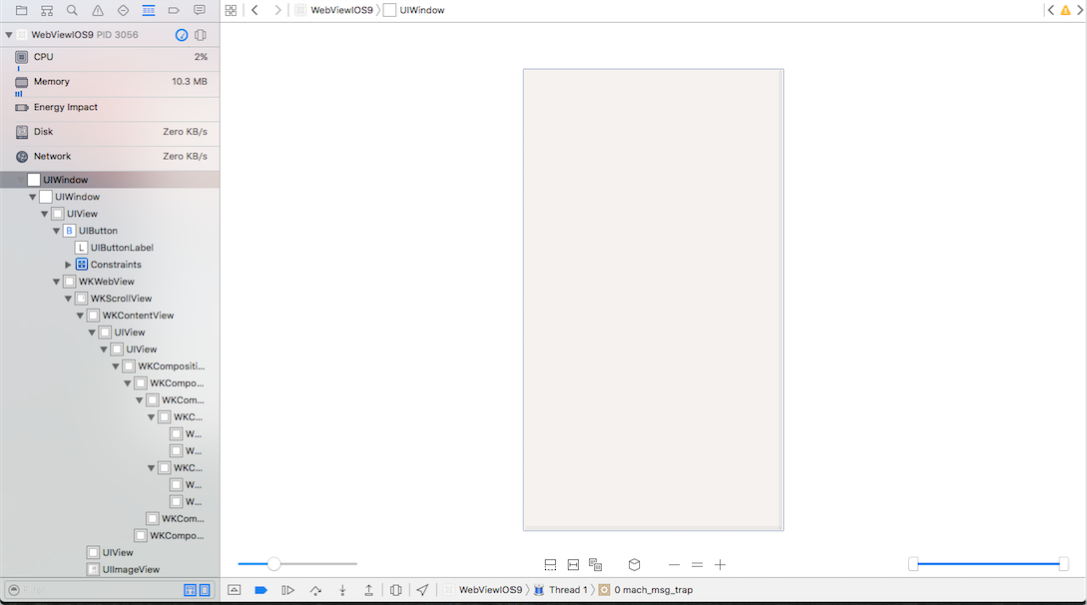 WebViewIOS9 〉 UIWindow
WebViewIOS9 PID 3056
CPU 2%
Memory 10.3 MB
Energy Impact
Disk Zero KB/s
Network Zero KB/s
UIWindow
UIWindow
UIView
B UIButton
L UIButtonLabel
Constraints
WKWebView
WKScrollView
WKContentView
UIView
UIView
WKCompositi...
WKCompo...
WKCom...
WKC...
W...
W...
WKC...
W...
W...
WKCom...
WKCompo...
UIView
UIImageView
WebViewIOS9 〉 Thread 1 〉 0 mach_msg_trap